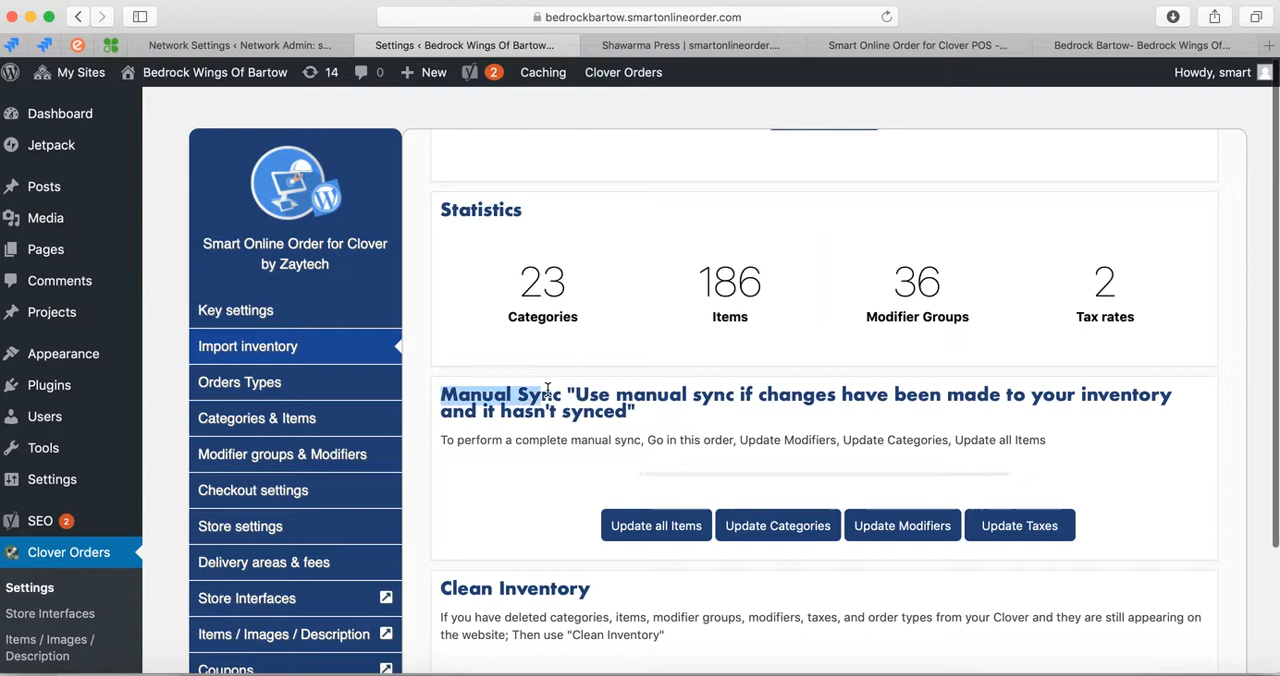 bedrockbartow.smartonlineorder.com
Network Settings ‹ Network Admin: s...
Settings ‹ Bedrock Wings Of Bartow...
Shawarma Press | smartonlineorder....
Smart Online Order for Clover POS -...
Bedrock Bartow- Bedrock Wings Of...
My Sites
Bedrock Wings Of Bartow
14
0
New
2
Caching
Clover Orders
Howdy, smart
Dashboard
Jetpack
Posts
Media
Pages
Comments
Projects
Appearance
Plugins
Users
Tools
Settings
SEO 2
Clover Orders
Settings
Store Interfaces
Items / Images /
Description
Smart Online Order for Clover
by Zaytech
Key settings
Import inventory
Orders Types
Categories & Items
Modifier groups & Modifiers
Checkout settings
Store settings
Delivery areas & fees
Store Interfaces
Items / Images / Description
Coupons
Statistics
23
Categories
186
Items
36
Modifier Groups
2
Tax rates
Manual Sync "Use manual sync if changes have been made to your inventory
and it hasn't synced"
To perform a complete manual sync, Go in this order, Update Modifiers, Update Categories, Update all Items
Update all Items
Update Categories
Update Modifiers
Update Taxes
Clean Inventory
If you have deleted categories, items, modifier groups, modifiers, taxes, and order types from your Clover and they are still appearing on
the website; Then use "Clean Inventory"